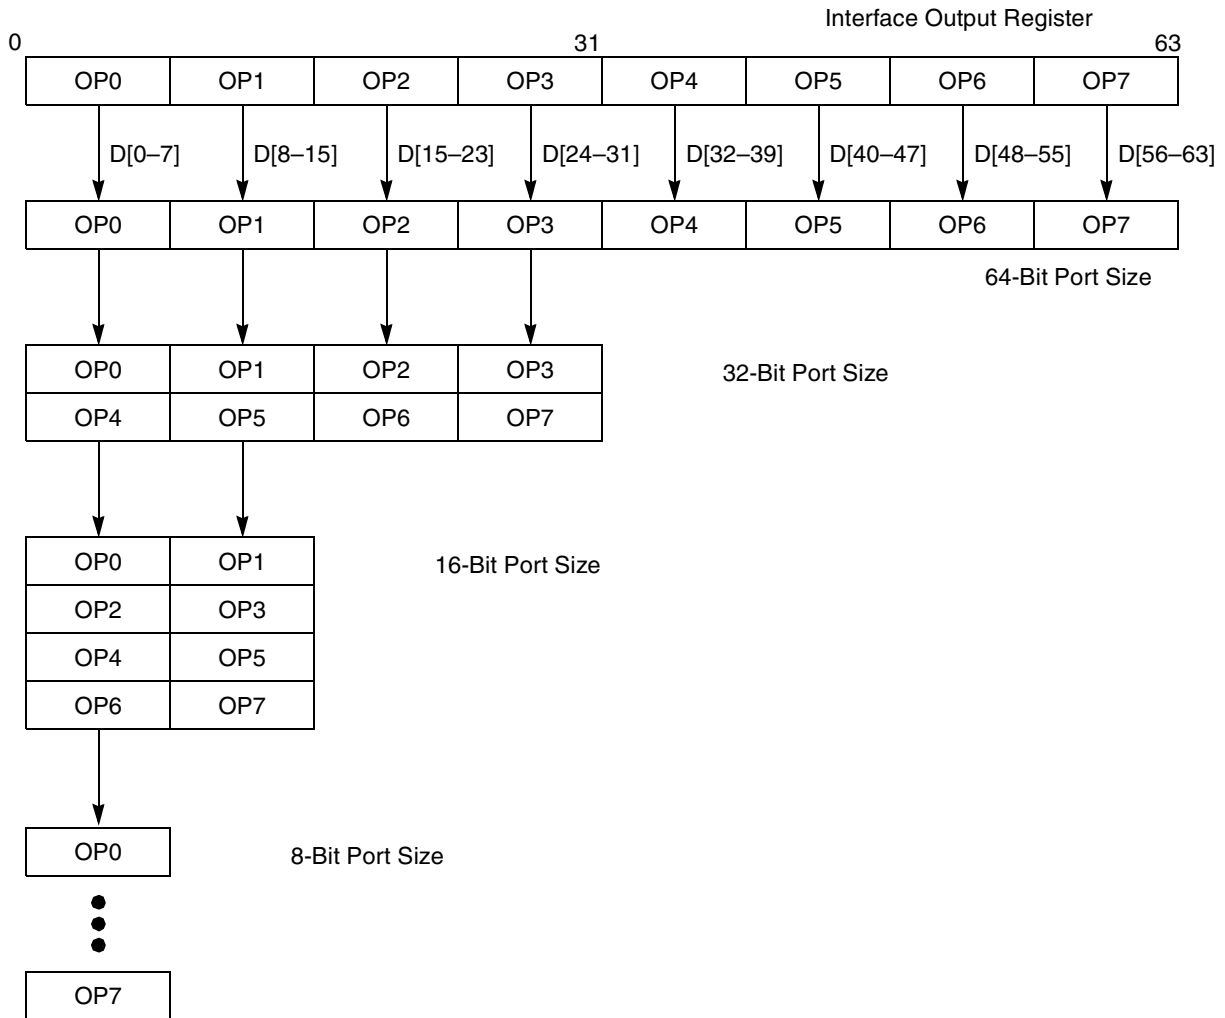 Interface Output Register
0 31 63
OP0 OP1 OP2 OP3 OP4 OP5 OP6 OP7
D[0–7] D[8–15] D[15–23] D[24–31] D[32–39] D[40–47] D[48–55] D[56–63]
OP0 OP1 OP2 OP3 OP4 OP5 OP6 OP7
64-Bit Port Size
OP0 OP1 OP2 OP3 32-Bit Port Size
OP4 OP5 OP6 OP7
OP0 OP1 16-Bit Port Size
OP2 OP3
OP4 OP5
OP6 OP7
OP0 8-Bit Port Size
OP7